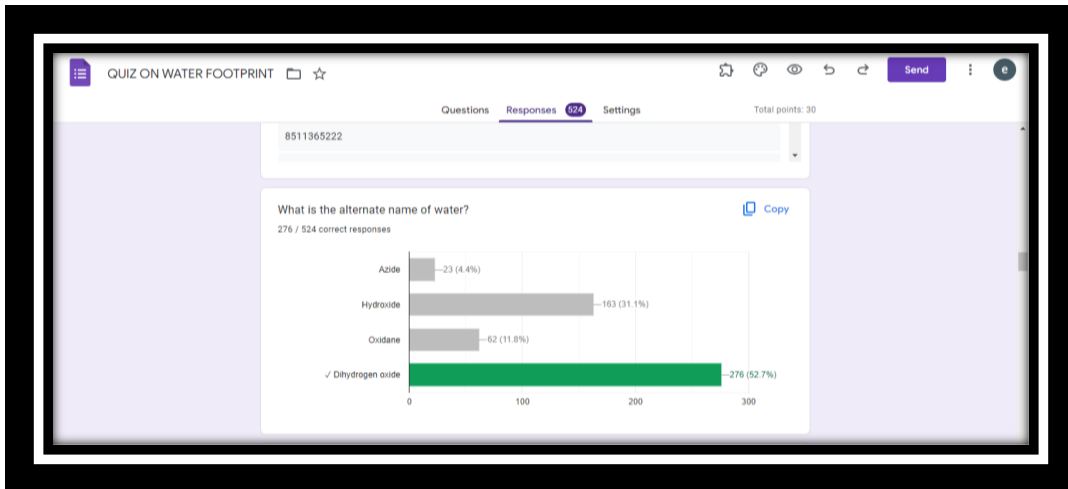 QUIZ ON WATER FOOTPRINT
Send
e
Questions Responses 524 Settings
Total points: 30
8511365222
What is the alternate name of water?
Copy
276 / 524 correct responses
Azide 23 (4.4%)
Hydroxide 163 (31.1%)
Oxidane 62 (11.8%)
✓ Dihydrogen oxide 276 (52.7%)
0 100 200 300